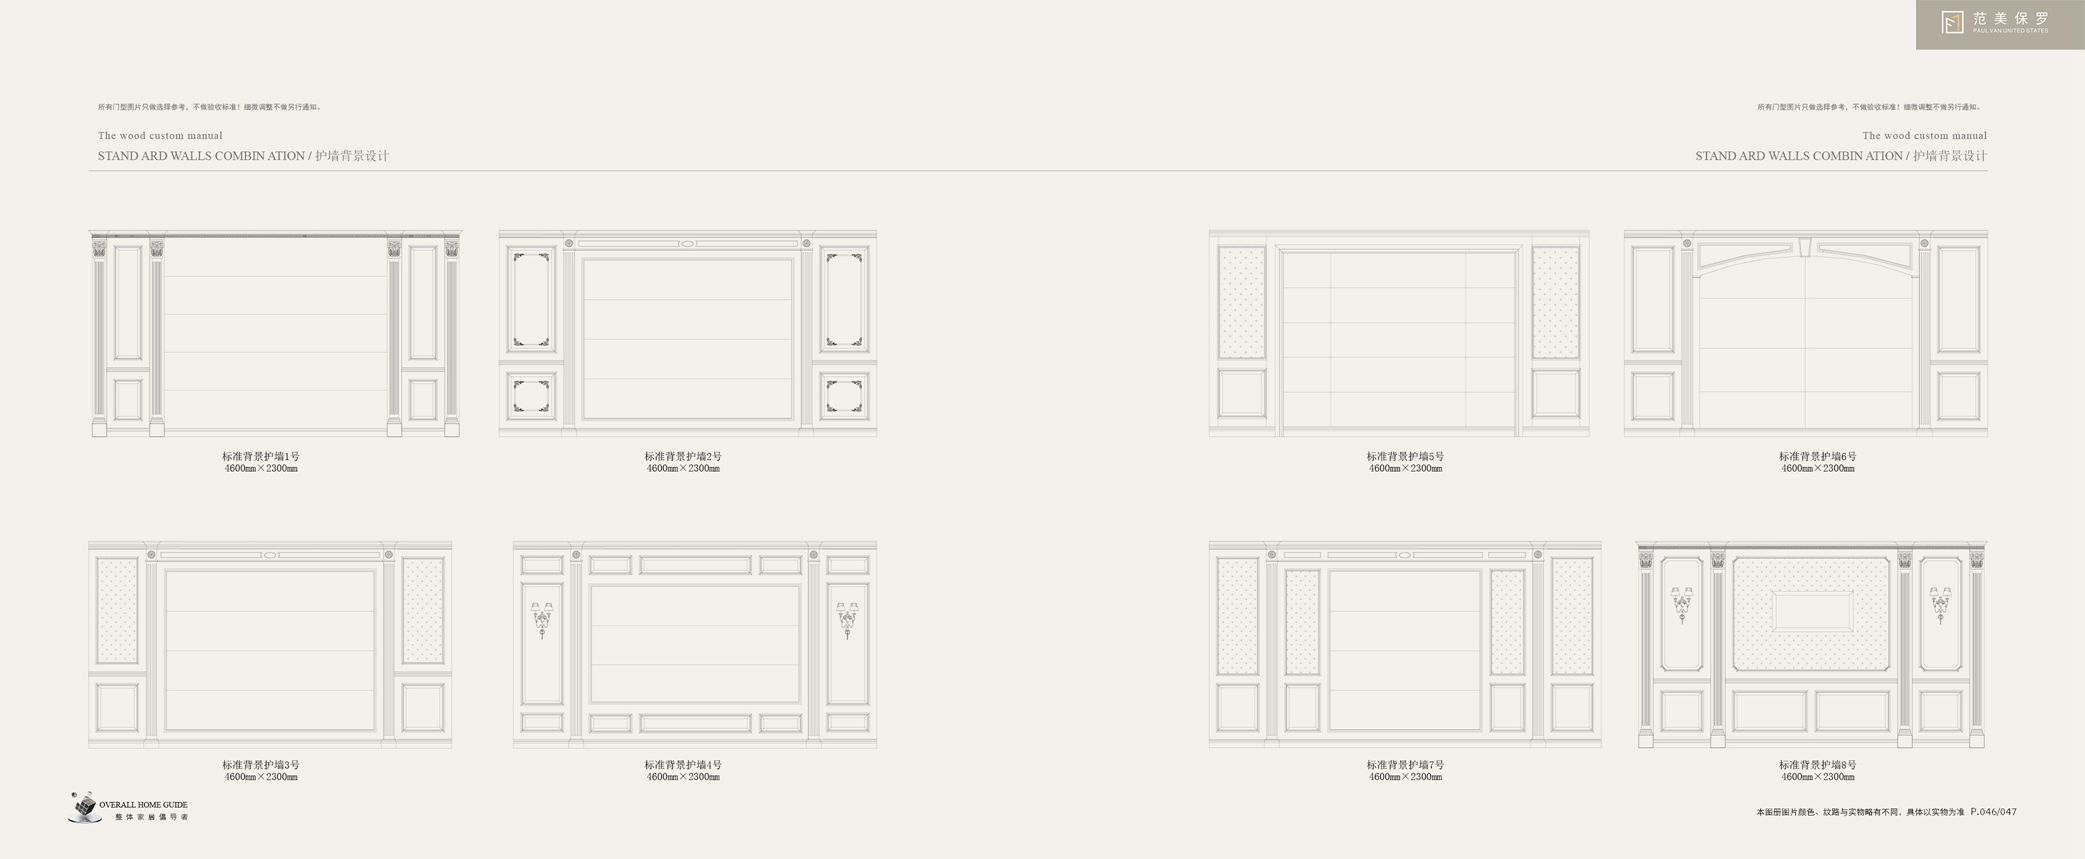 范美保罗
PAUL VAN UNITED STATES
所有门型图片只做选择参考，不做验收标准！细微调整不做另行通知。
The wood custom manual
STAND ARD WALLS COMBIN ATION / 护墙背景设计
所有门型图片只做选择参考，不做验收标准！细微调整不做另行通知。
The wood custom manual
STAND ARD WALLS COMBIN ATION / 护墙背景设计
标准背景护墙1号
4600mm×2300mm
标准背景护墙2号
4600mm×2300mm
标准背景护墙5号
4600mm×2300mm
标准背景护墙6号
4600mm×2300mm
标准背景护墙3号
4600mm×2300mm
标准背景护墙4号
4600mm×2300mm
标准背景护墙7号
4600mm×2300mm
标准背景护墙8号
4600mm×2300mm
OVERALL HOME GUIDE
整体家居倡导者
本图册图片颜色、纹路与实物略有不同，具体以实物为准 P.046/047